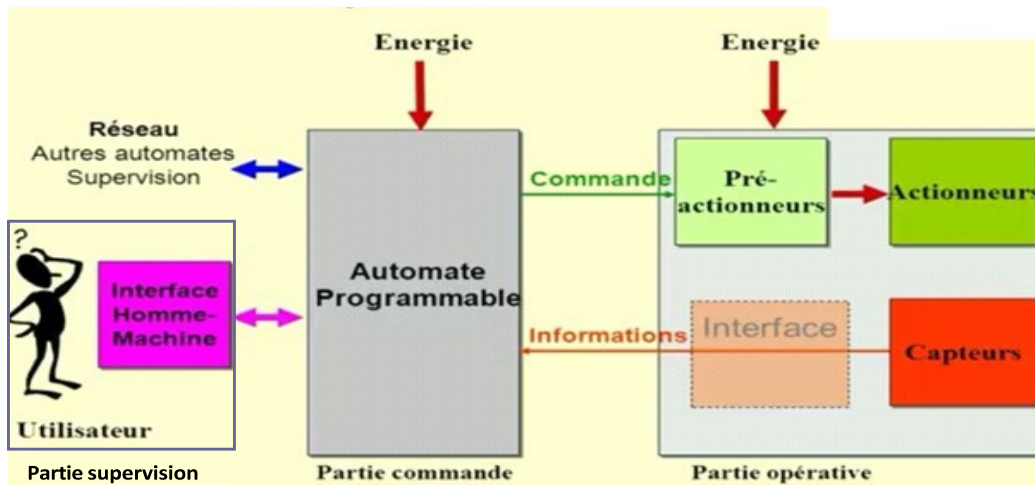 Energie
Energie
Réseau
Autres automates
Supervision
Commande
Pré-
actionneurs
Actionneurs
?
Interface
Homme-
Machine
Automate
Programmable
Informations
Interface
Capteurs
Utilisateur
Partie supervision
Partie commande
Partie opérative